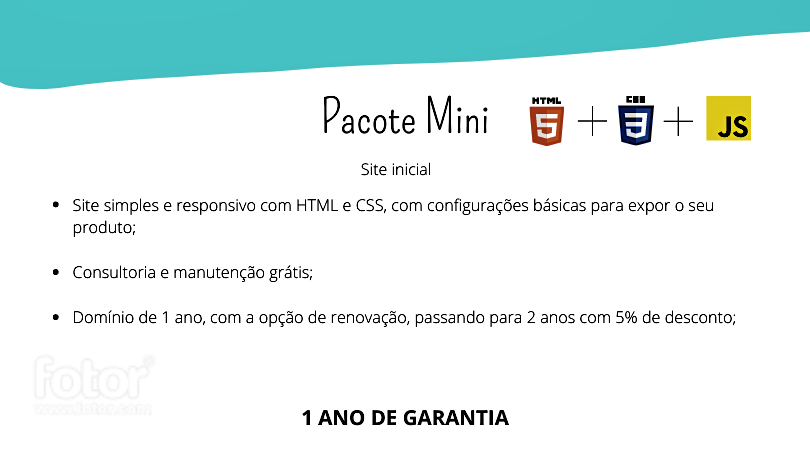 Pacote Mini
HTML
5
CSS
3
JS
Site inicial
Site simples e responsivo com HTML e CSS, com configurações básicas para expor o seu
produto;
Consultoria e manutenção grátis;
Domínio de 1 ano, com a opção de renovação, passando para 2 anos com 5% de desconto;
fotor®
www.fotor.com
1 ANO DE GARANTIA